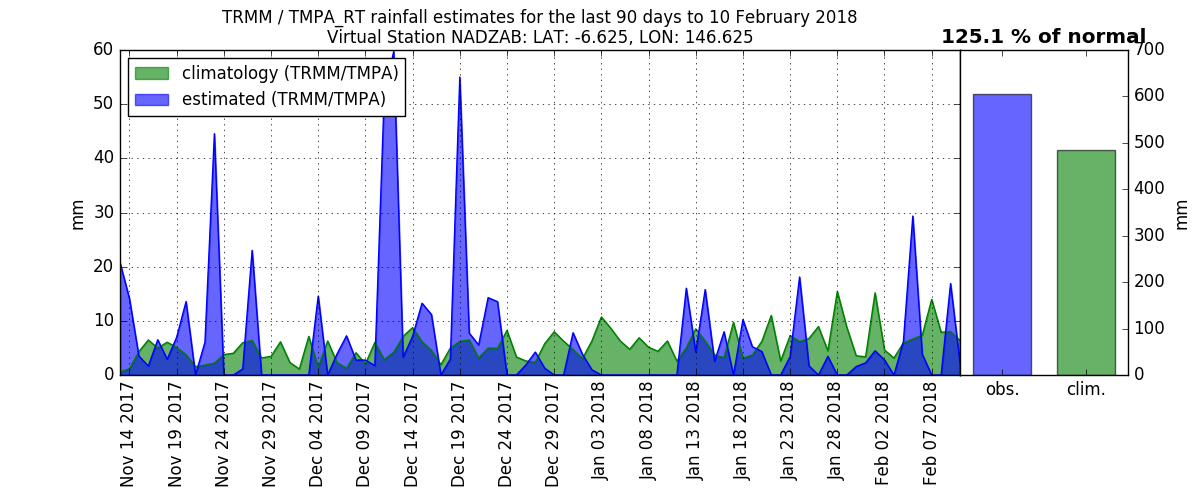 TRMM / TMPA_RT rainfall estimates for the last 90 days to 10 February 2018
Virtual Station NADZAB: LAT: -6.625, LON: 146.625
125.1 % of normal
climatology (TRMM/TMPA)
estimated (TRMM/TMPA)
mm
60
50
40
30
20
10
0
Nov 14 2017
Nov 19 2017
Nov 24 2017
Nov 29 2017
Dec 04 2017
Dec 09 2017
Dec 14 2017
Dec 19 2017
Dec 24 2017
Dec 29 2017
Jan 03 2018
Jan 08 2018
Jan 13 2018
Jan 18 2018
Jan 23 2018
Jan 28 2018
Feb 02 2018
Feb 07 2018
obs.
clim.
700
600
500
400
300
200
100
0
mm